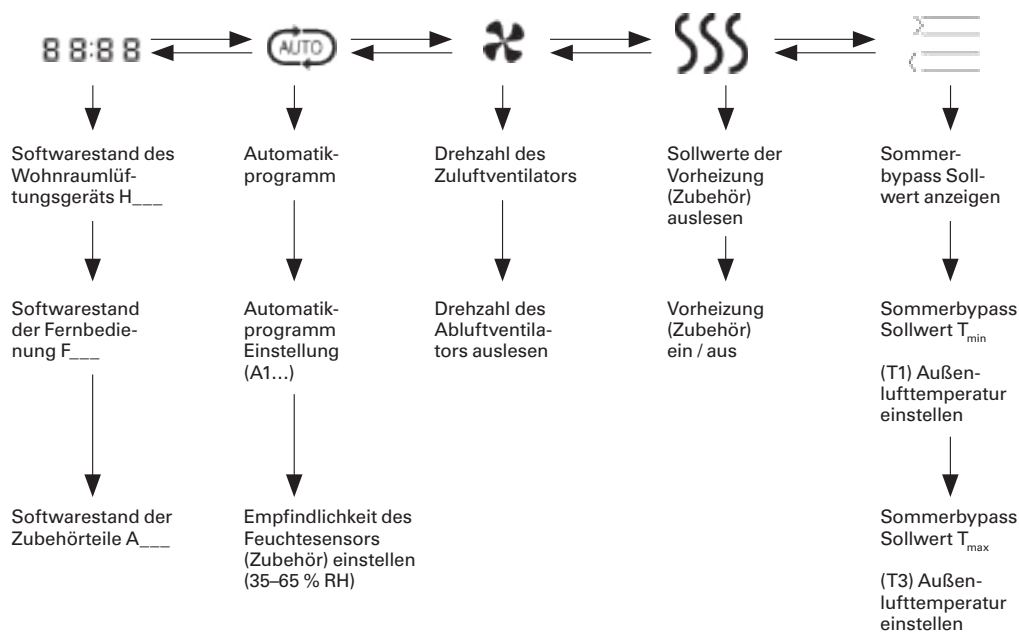 88:88
AUTO
Softwarestand des
Wohnraumlüf-
tungsgeräts H___
Softwarestand
der Fernbedie-
nung F___
Softwarestand der
Zubehörteile A___
Automatik-
programm
Automatik-
programm
Einstellung
(A1…)
Empfindlichkeit des
Feuchtesensors
(Zubehör) einstellen
(35–65 % RH)
Drehzahl des
Zuluftventilators
Drehzahl des
Abluftventila-
tors auslesen
Sollwerte der
Vorheizung
(Zubehör)
auslesen
Vorheizung
(Zubehör)
ein / aus
Sommer-
bypass Soll-
wert anzeigen
Sommerbypass
Sollwert Tmin
(T1) Außen-
lufttemperatur
einstellen
Sommerbypass
Sollwert Tmax
(T3) Außen-
lufttemperatur
einstellen